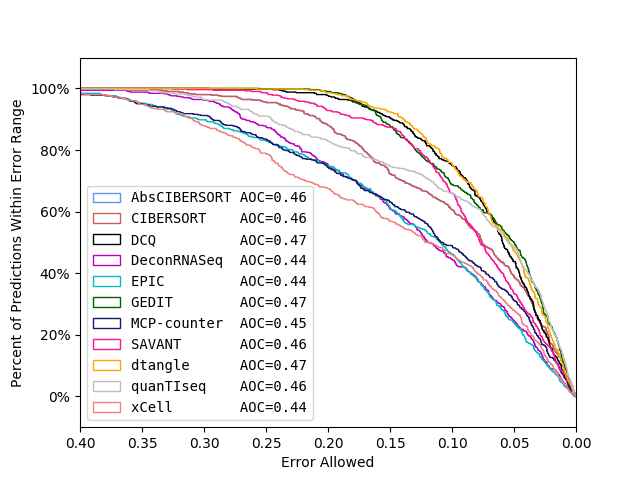 100%
80%
60%
40%
20%
0%
Percent of Predictions Within Error Range
AbsCIBERSORT AOC=0.46
CIBERSORT AOC=0.46
DCQ AOC=0.47
DeconRNASeq AOC=0.44
EPIC AOC=0.44
GEDIT AOC=0.47
MCP-counter AOC=0.45
SAVANT AOC=0.46
dtangle AOC=0.47
quanTIseq AOC=0.46
xCell AOC=0.44
0.40 0.35 0.30 0.25 0.20 0.15 0.10 0.05 0.00
Error Allowed